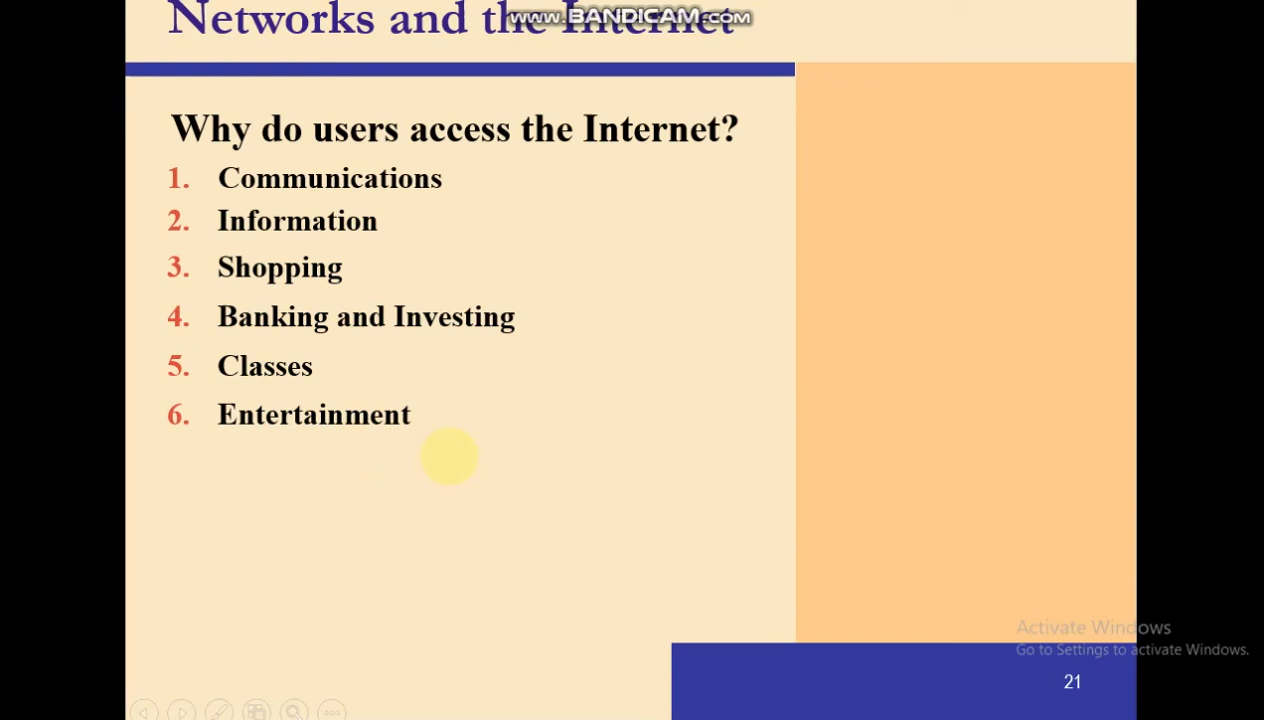 www.BANDICAM.com
Networks and the Internet
Why do users access the Internet?
1. Communications
2. Information
3. Shopping
4. Banking and Investing
5. Classes
6. Entertainment
Activate Windows
Go to Settings to activate Windows.
21